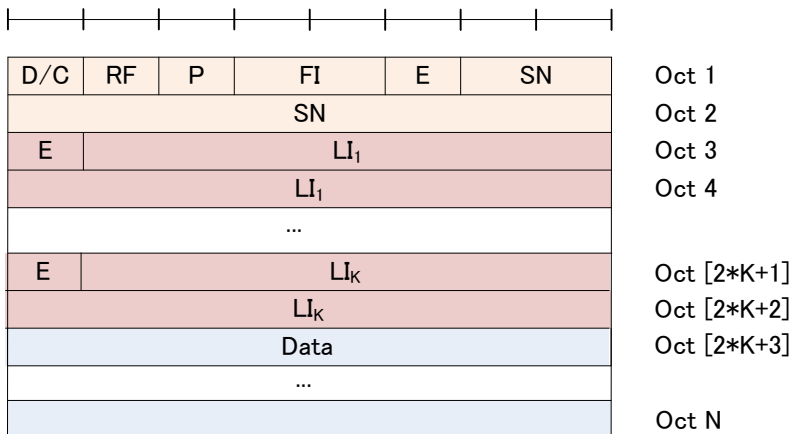 D/C RF P FI E SN Oct 1
SN Oct 2
E LI₁ Oct 3
LI₁ Oct 4
...
E LIK Oct [2*K+1]
LIK Oct [2*K+2]
Data Oct [2*K+3]
...
Oct N